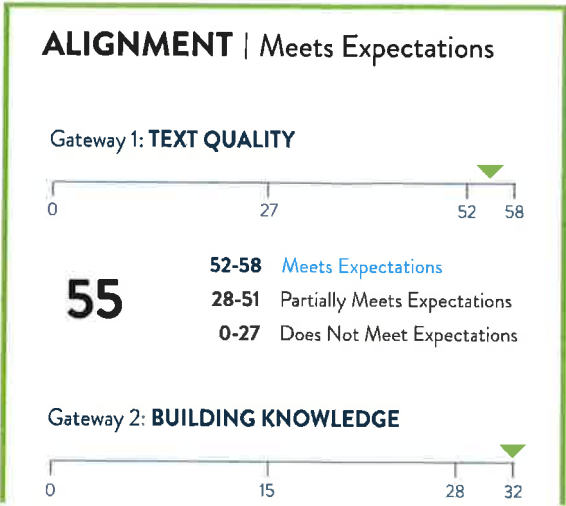 ALIGNMENT | Meets Expectations
Gateway 1: TEXT QUALITY
0 27 52 58
55
52-58 Meets Expectations
28-51 Partially Meets Expectations
0-27 Does Not Meet Expectations
Gateway 2: BUILDING KNOWLEDGE
0 15 28 32